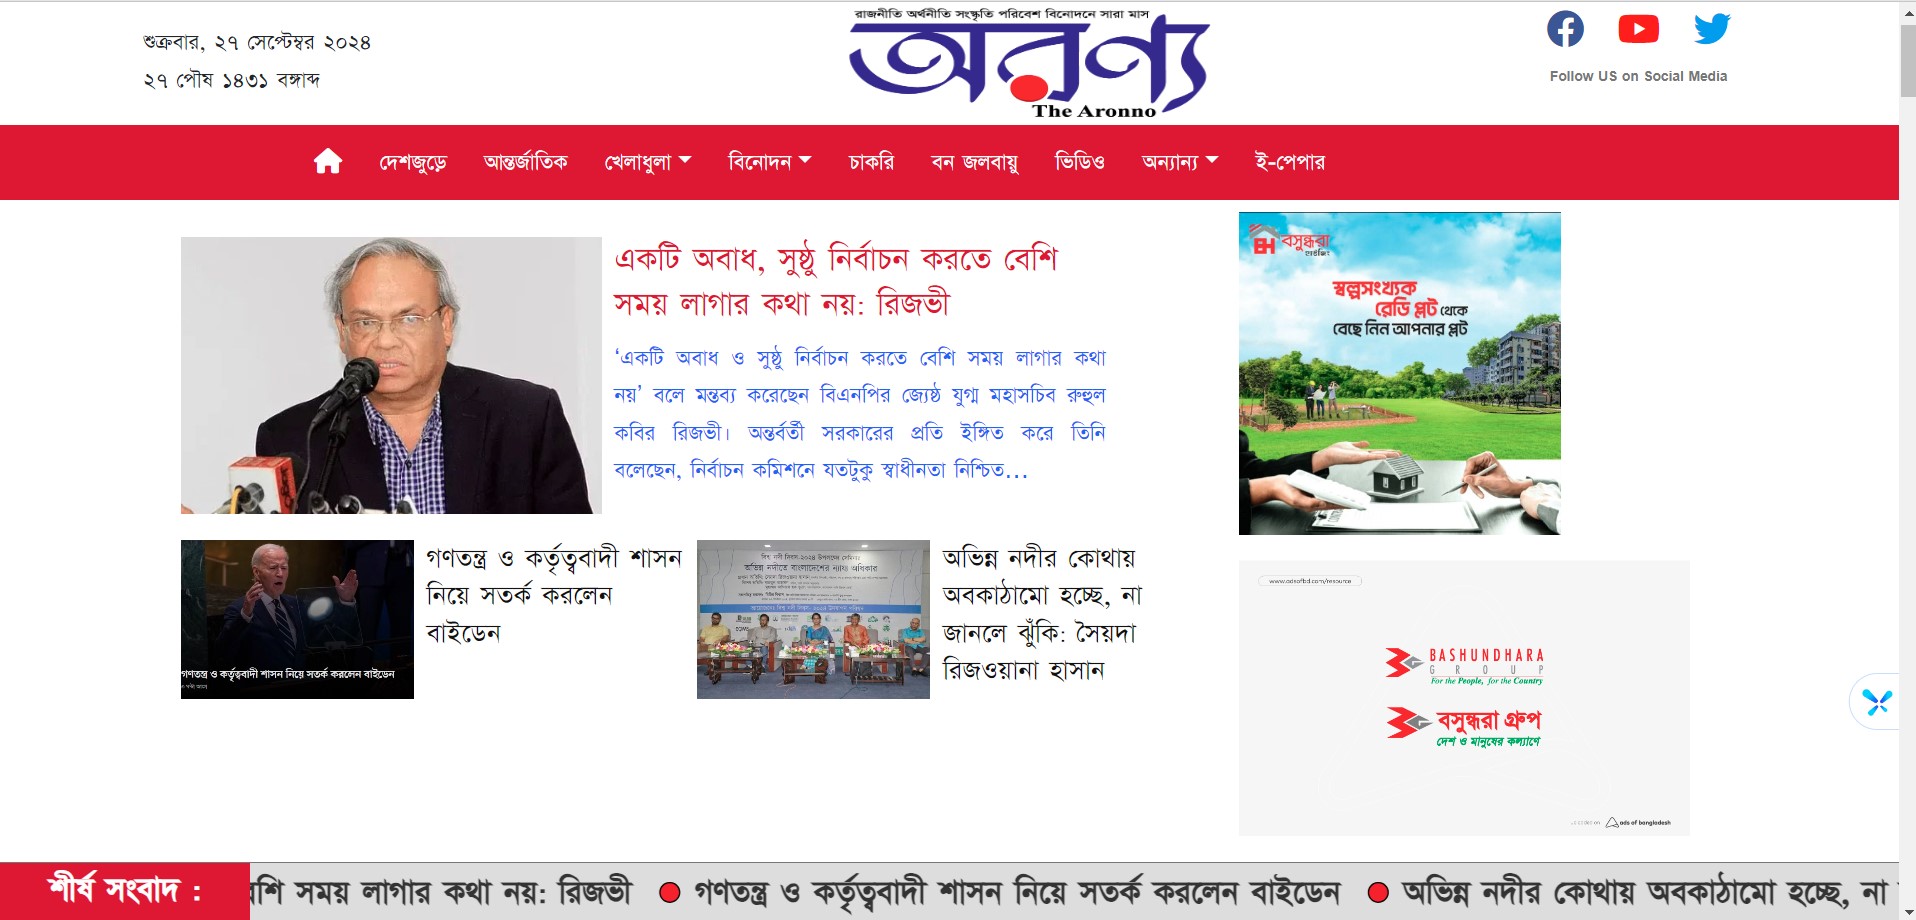 শুক্রবার, ২৭ সেপ্টেম্বর ২০২৪
২৭ পৌষ ১৪৩১ বঙ্গাব্দ
রাজনীতি অর্থনীতি সংস্কৃতি পরিবেশ বিনোদনে সারা মাস
অরণ্য
The Aronno
Follow US on Social Media
দেশজুড়ে আন্তর্জাতিক খেলাধুলা বিনোদন চাকরি বন জলবায়ু ভিডিও অন্যান্য ই-পেপার
একটি অবাধ, সুষ্ঠু নির্বাচন করতে বেশি
সময় লাগার কথা নয়: রিজভী
‘একটি অবাধ ও সুষ্ঠু নির্বাচন করতে বেশি সময় লাগার কথা
নয়’ বলে মন্তব্য করেছেন বিএনপির জ্যেষ্ঠ যুগ্ম মহাসচিব রুহুল
কবির রিজভী। অন্তর্বর্তী সরকারের প্রতি ইঙ্গিত করে তিনি
বলেছেন, নির্বাচন কমিশনে যতটুকু স্বাধীনতা নিশ্চিত...
গণতন্ত্র ও কর্তৃত্ববাদী শাসন নিয়ে সতর্ক করলেন বাইডেন
গণতন্ত্র ও কর্তৃত্ববাদী শাসন
নিয়ে সতর্ক করলেন
বাইডেন
বিশ্ব নদী দিবস-২০২৪ উপলক্ষে সেমিনার
অভিন্ন নদীতে বাংলাদেশের ন্যায্য অধিকার
অভিন্ন নদীর কোথায়
অবকাঠামো হচ্ছে, না
জানলে ঝুঁকি: সৈয়দা
রিজওয়ানা হাসান
বসুন্ধরা
হাউজিং
স্বল্পসংখ্যক
রেডি প্লট থেকে
বেছে নিন আপনার প্লট
www.adsofbd.com/resource
BASHUNDHARA
GROUP
For the People, for the Country
বসুন্ধরা গ্রুপ
দেশ ও মানুষের কল্যাণে
ads of bangladesh
শীর্ষ সংবাদ :
বেশি সময় লাগার কথা নয়: রিজভী গণতন্ত্র ও কর্তৃত্ববাদী শাসন নিয়ে সতর্ক করলেন বাইডেন অভিন্ন নদীর কোথায় অবকাঠামো হচ্ছে, না